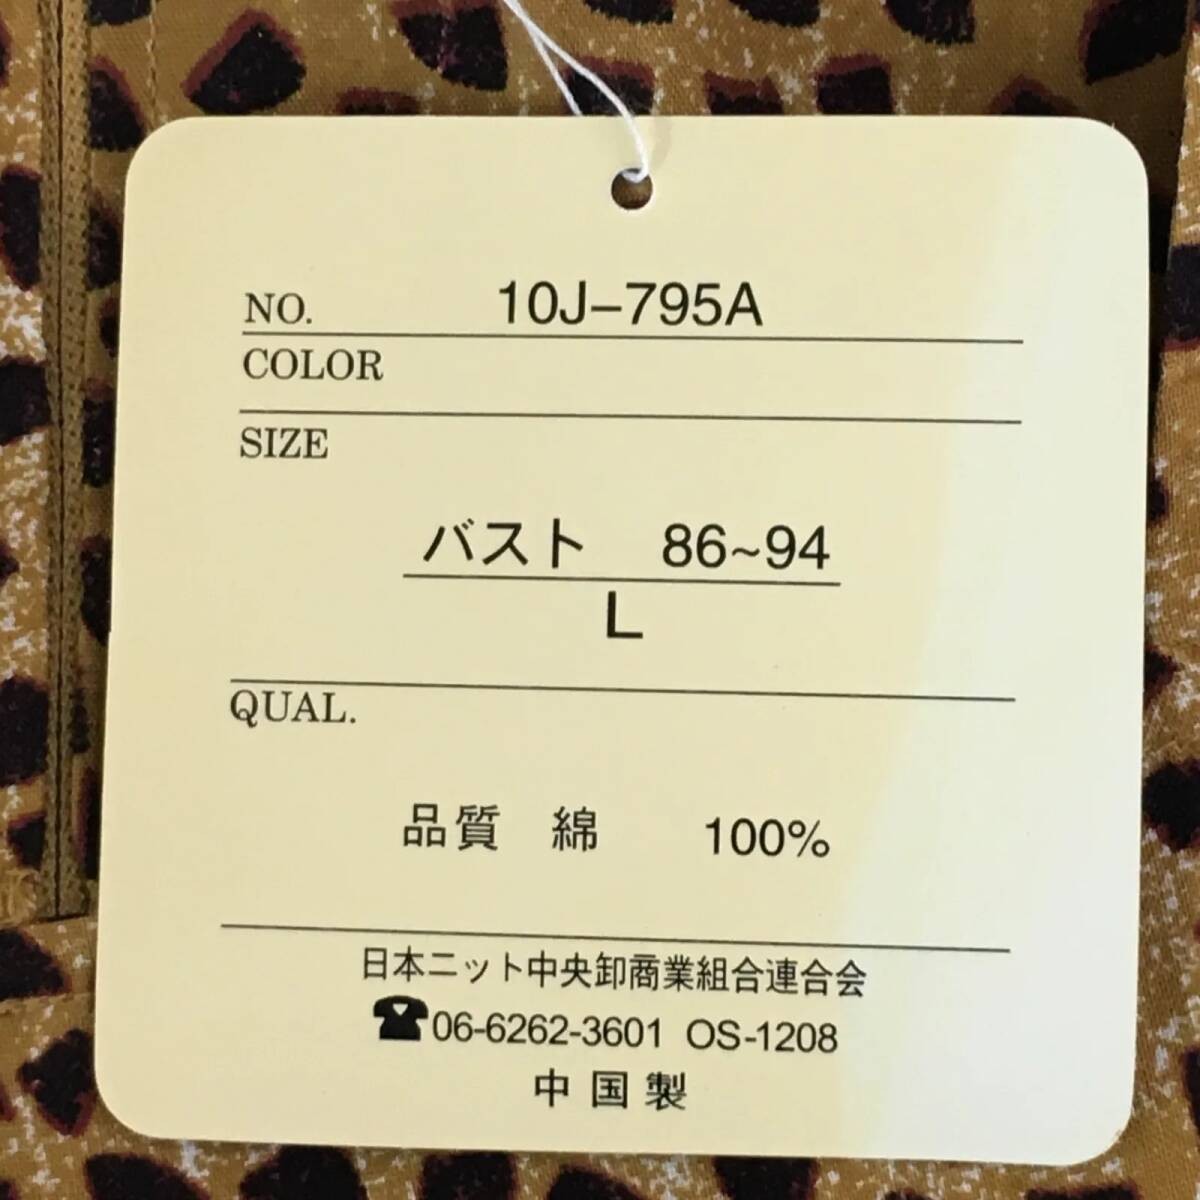 NO. 10J-795A
COLOR
SIZE
バスト 86~94
L
QUAL.
品質 綿 100%
日本ニット中央卸商業組合連合会
☎06-6262-3601 OS-1208
中国製